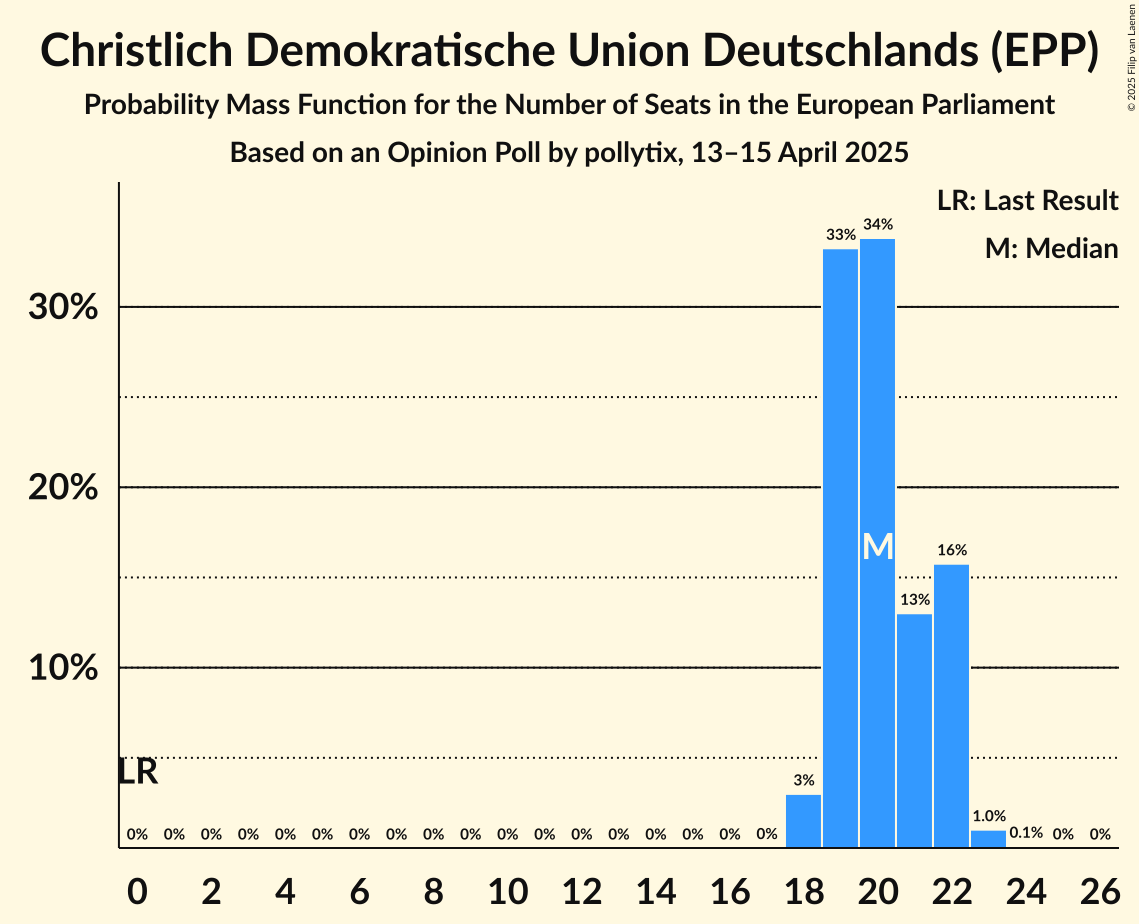 Christlich Demokratische Union Deutschlands (EPP)
Probability Mass Function for the Number of Seats in the European Parliament
Based on an Opinion Poll by pollytix, 13–15 April 2025
© 2025 Filip van Laenen
LR: Last Result
M: Median
30%
20%
10%
LR
M
0% 0% 0% 0% 0% 0% 0% 0% 0% 0% 0% 0% 0% 0% 0% 0% 0% 0% 3% 33% 34% 13% 16% 1.0% 0.1% 0% 0%
0 2 4 6 8 10 12 14 16 18 20 22 24 26